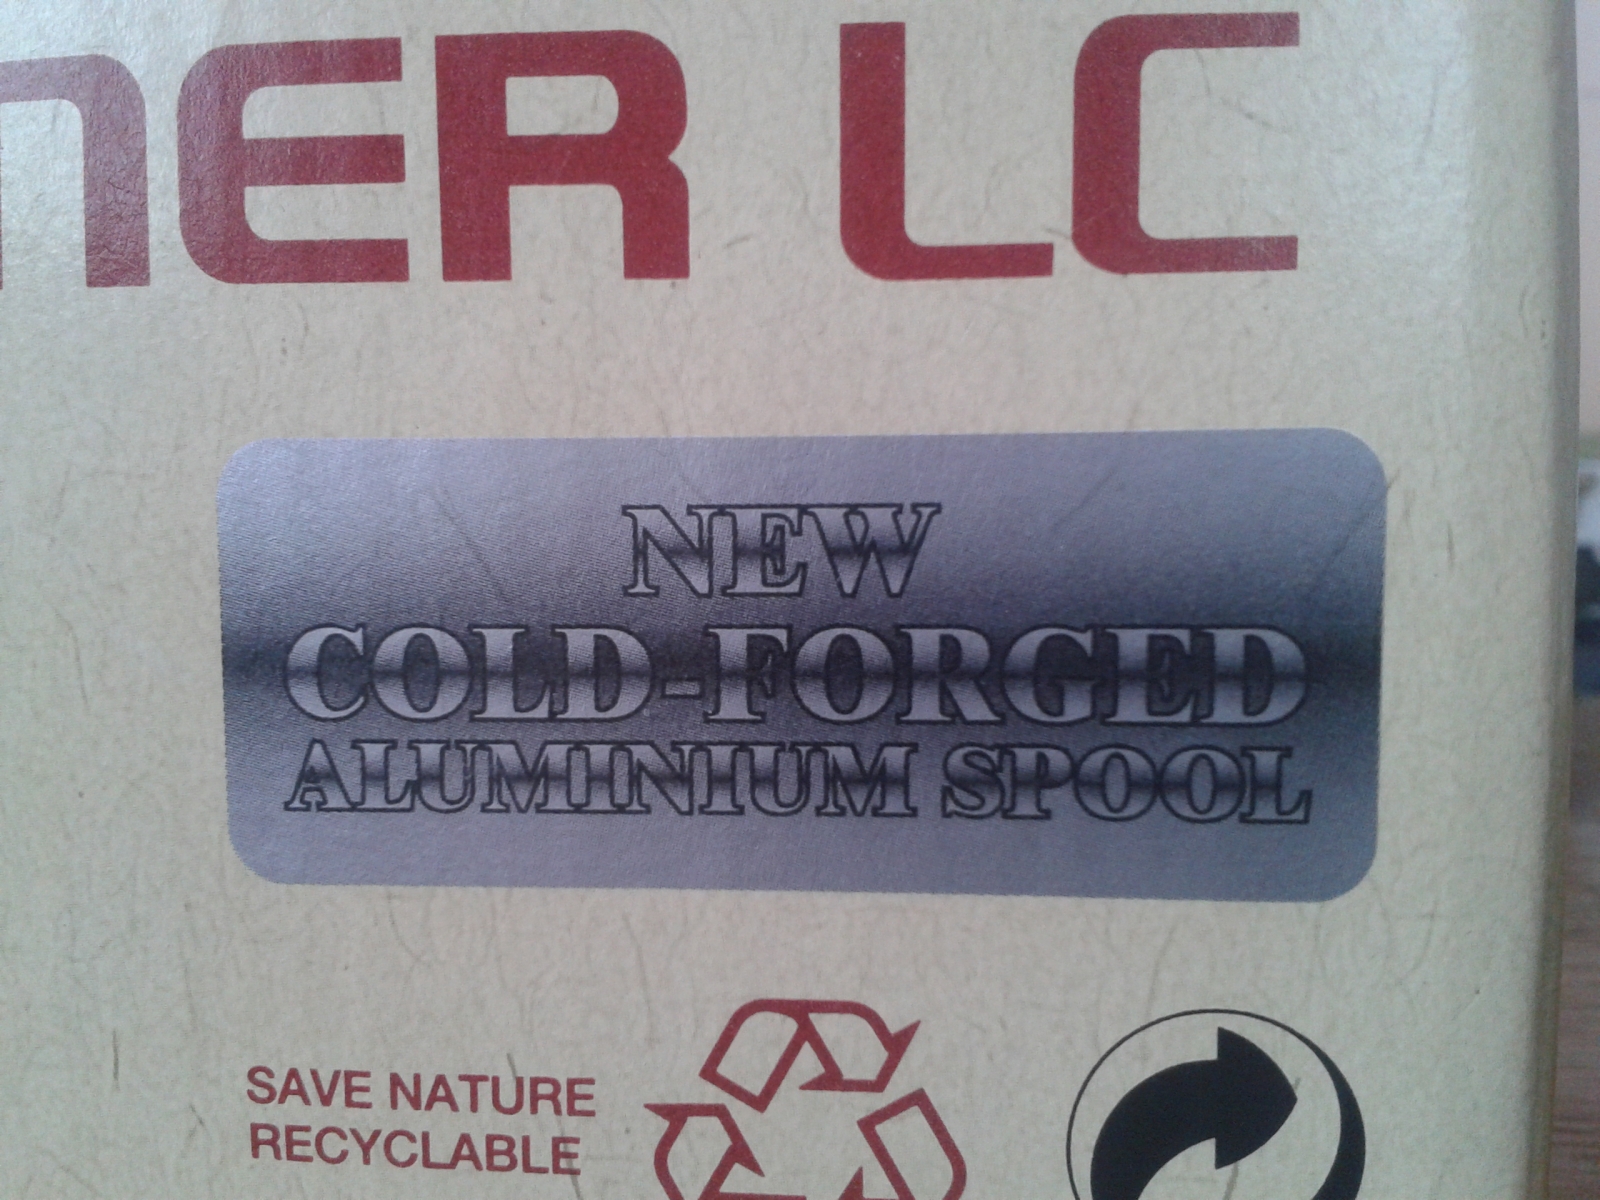 NER LC
NEW
COLD-FORGED
ALUMINIUM SPOOL
SAVE NATURE
RECYCLABLE